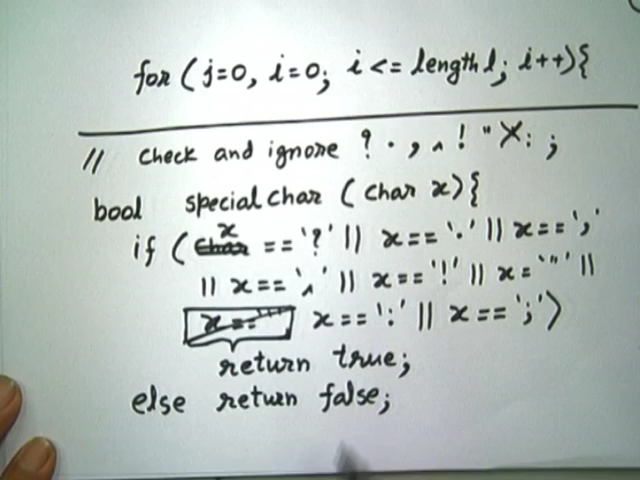 for (j=0, i=0; i <= length1; i++){
// check and ignore ? . , ^ ! " X : ;
bool specialchar (char x){
if (x == '?' || x == '.' || x == ','
|| x == '^' || x == '!' || x = '"' ||
x == ':' || x == ';')
return true;
else return false;